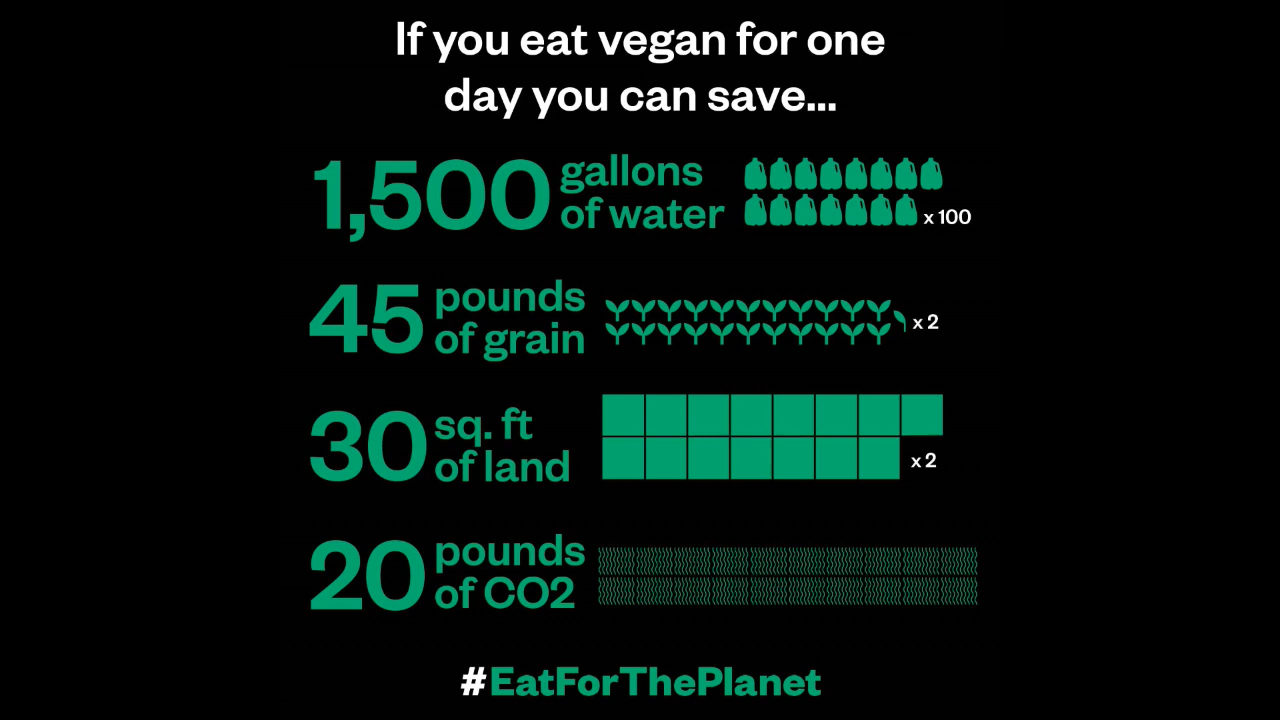 If you eat vegan for one
day you can save...
1,500 gallons
of water
x 100
45 pounds
of grain
x 2
30 sq. ft
of land
x 2
20 pounds
of CO2
#EatForThePlanet